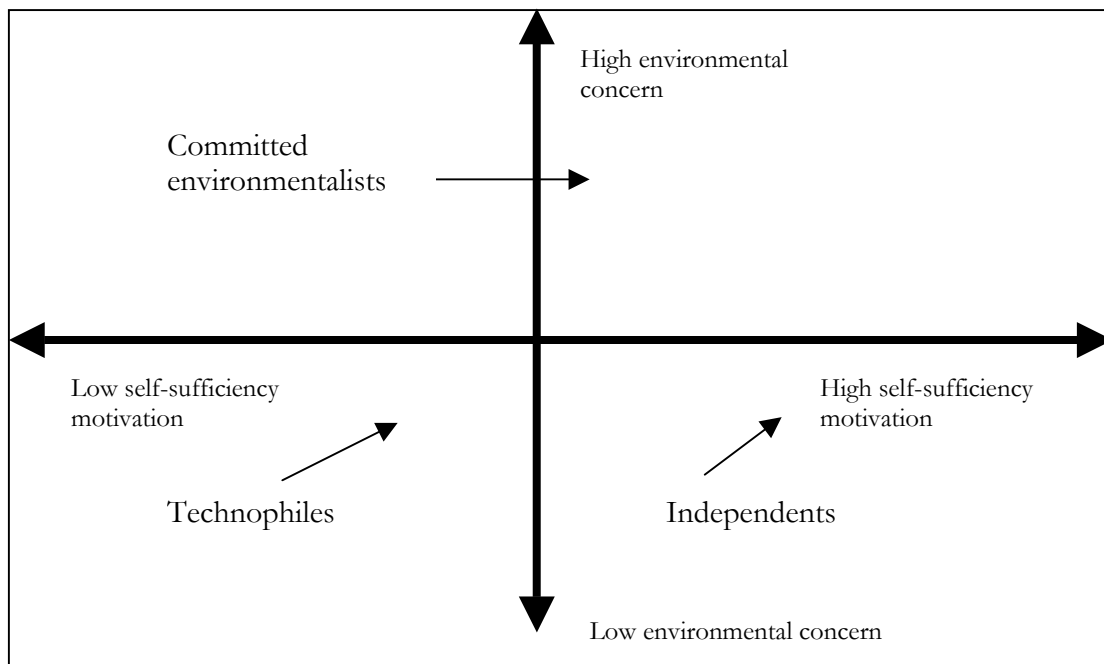 High environmental
concern
Committed
environmentalists
Low self-sufficiency
motivation
High self-sufficiency
motivation
Technophiles
Independents
Low environmental concern